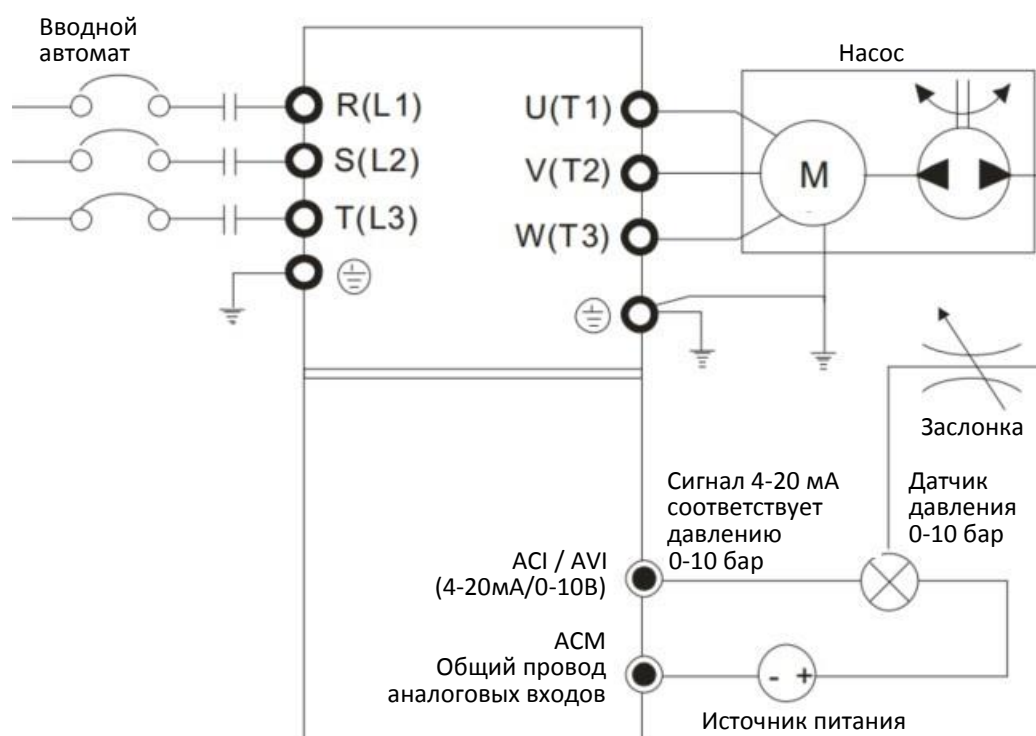 Вводной
автомат
Насос
R(L1)
U(T1)
S(L2)
V(T2)
M
T(L3)
W(T3)
Заслонка
Сигнал 4-20 мА
соответствует
давлению
0-10 бар
Датчик
давления
0-10 бар
ACI / AVI
(4-20мА/0-10В)
ACM
Общий провод
аналоговых входов
- +
Источник питания